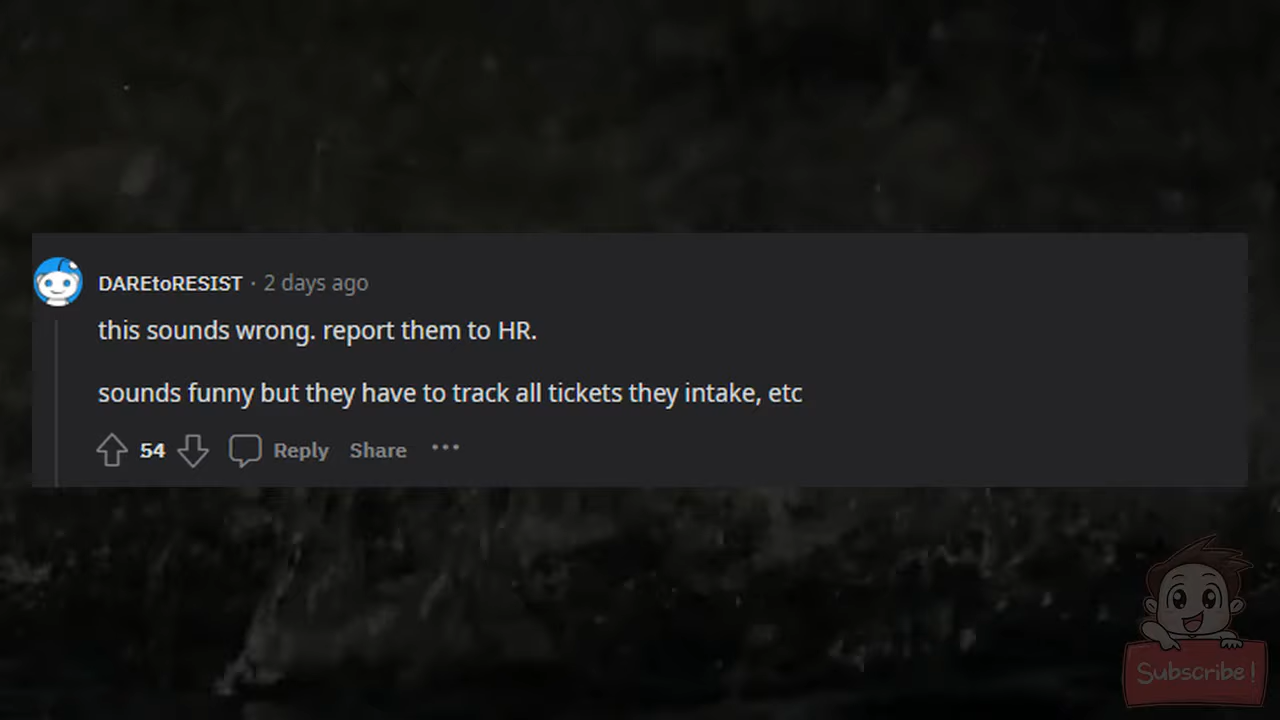 DAREtoRESIST · 2 days ago
this sounds wrong. report them to HR.
sounds funny but they have to track all tickets they intake, etc
54 Reply Share ···
Subscribe!